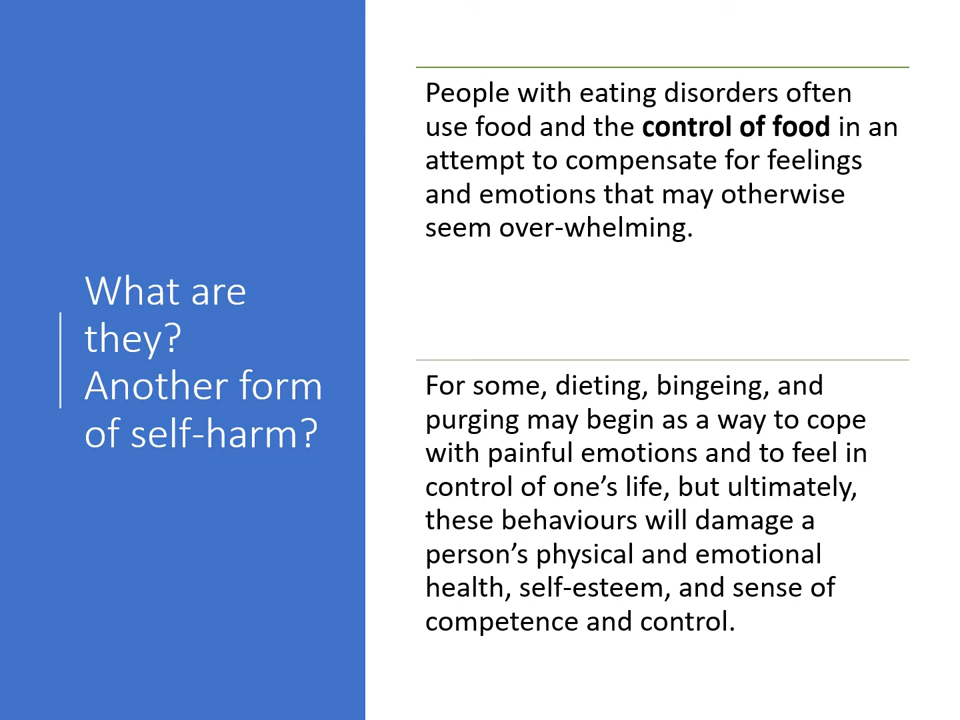 What are
they?
Another form
of self-harm?
People with eating disorders often
use food and the control of food in an
attempt to compensate for feelings
and emotions that may otherwise
seem over-whelming.
For some, dieting, bingeing, and
purging may begin as a way to cope
with painful emotions and to feel in
control of one’s life, but ultimately,
these behaviours will damage a
person’s physical and emotional
health, self-esteem, and sense of
competence and control.